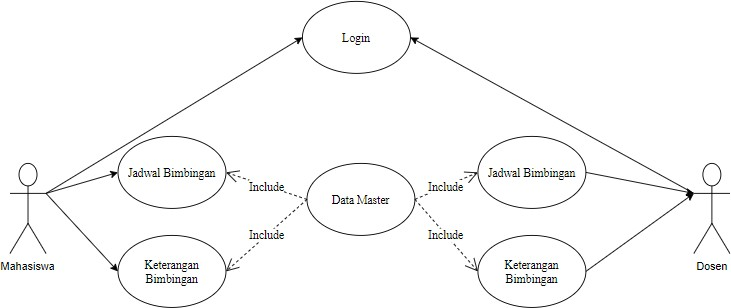 Login
Jadwal Bimbingan
Jadwal Bimbingan
Include
Include
Data Master
Include
Include
Mahasiswa
Keterangan
Bimbingan
Keterangan
Bimbingan
Dosen